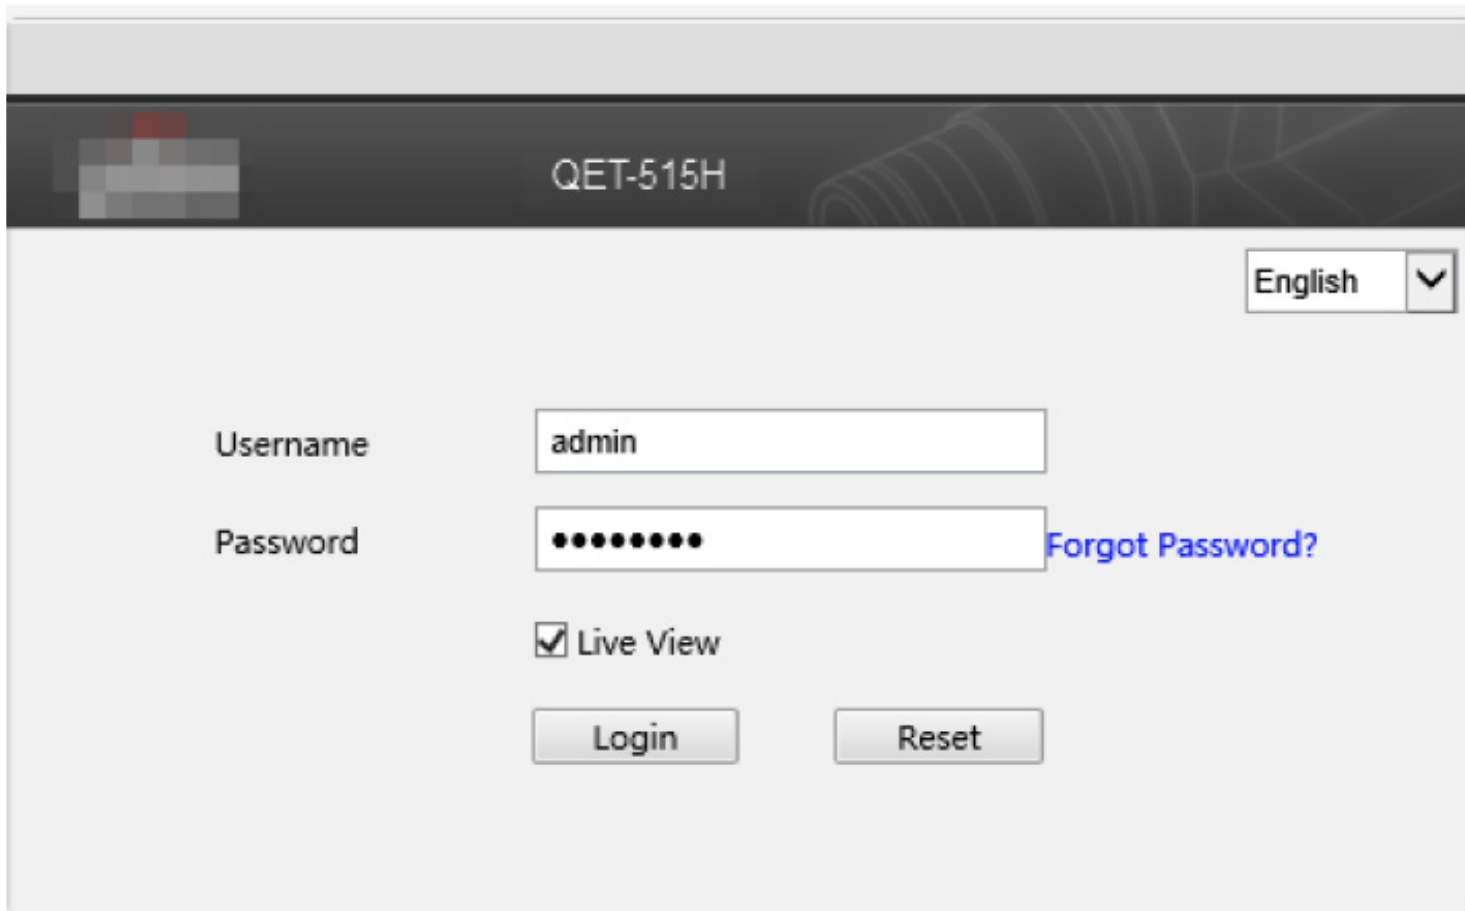 QET-515H
English
Username admin
Password ●●●●●●●● Forgot Password?
Live View
Login Reset